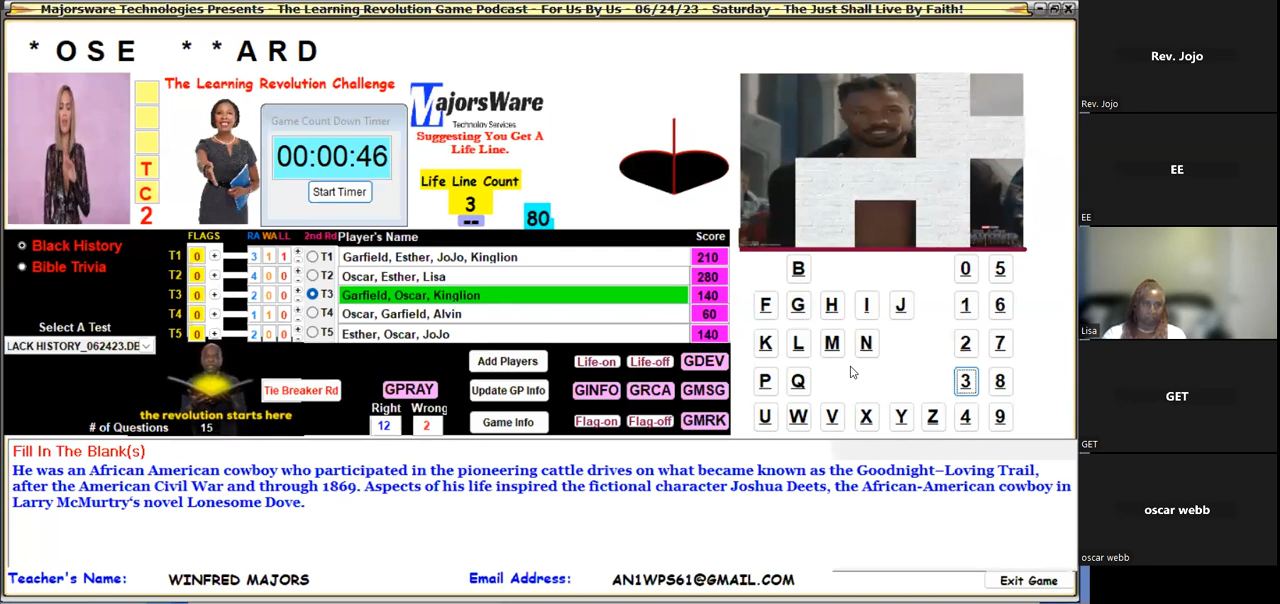 Majorsware Technologies Presents - The Learning Revolution Game Podcast - For Us By Us - 06/24/23 - Saturday - The Just Shall Live By Faith!
* OSE * *ARD
The Learning Revolution Challenge
T
C
2
Game Count Down Timer
00:00:46
Start Timer
MajorsWare
Technology Services
Suggesting You Get A
Life Line.
Life Line Count
3
--
80
Black History
Bible Trivia
FLAGS RA WA LL 2nd Rd Player's Name Score
T1 0 + 3 1 1 + - T1 Garfield, Esther, JoJo, Kinglion 210
T2 0 + 4 0 0 + - T2 Oscar, Esther, Lisa 280
T3 0 + 2 0 0 + - T3 Garfield, Oscar, Kinglion 140
T4 0 + 1 1 0 + - T4 Oscar, Garfield, Alvin 60
T5 0 + 2 0 0 + - T5 Esther, Oscar, JoJo 140
Select A Test
LACK HISTORY_062423.DE
the revolution starts here
# of Questions 15
Tie Breaker Rd
GPRAY
Right Wrong
12 2
Add Players Life-on Life-off GDEV
Update GP Info GINFO GRCA GMSG
Game Info Flag-on Flag-off GMRK
B 0 5
F G H I J 1 6
K L M N 2 7
P Q 3 8
U W V X Y Z 4 9
Fill In The Blank(s)
He was an African American cowboy who participated in the pioneering cattle drives on what became known as the Goodnight–Loving Trail,
after the American Civil War and through 1869. Aspects of his life inspired the fictional character Joshua Deets, the African-American cowboy in
Larry McMurtry's novel Lonesome Dove.
Teacher's Name: WINFRED MAJORS Email Address: AN1WPS61@GMAIL.COM Exit Game
Rev. Jojo
Rev. Jojo
EE
EE
Lisa
GET
GET
oscar webb
oscar webb